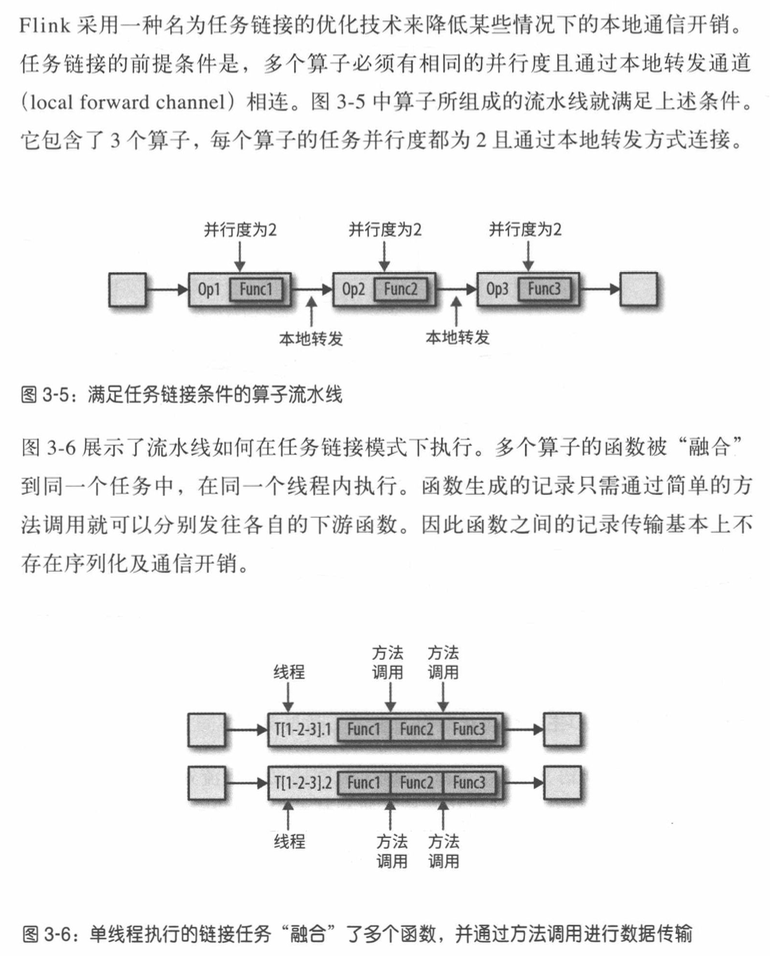 Flink 采用一种名为任务链接的优化技术来降低某些情况下的本地通信开销。
任务链接的前提条件是，多个算子必须有相同的并行度且通过本地转发通道
（local forward channel）相连。图 3-5 中算子所组成的流水线就满足上述条件。
它包含了 3 个算子，每个算子的任务并行度都为 2 且通过本地转发方式连接。
并行度为2 并行度为2 并行度为2
Op1 Func1 Op2 Func2 Op3 Func3
本地转发 本地转发
图 3-5：满足任务链接条件的算子流水线
图 3-6 展示了流水线如何在任务链接模式下执行。多个算子的函数被“融合”
到同一个任务中，在同一个线程内执行。函数生成的记录只需通过简单的方
法调用就可以分别发往各自的下游函数。因此函数之间的记录传输基本上不
存在序列化及通信开销。
方法 方法
线程 调用 调用
T[1-2-3].1 Func1 Func2 Func3
T[1-2-3].2 Func1 Func2 Func3
线程 方法 方法
调用 调用
图 3-6：单线程执行的链接任务“融合”了多个函数，并通过方法调用进行数据传输